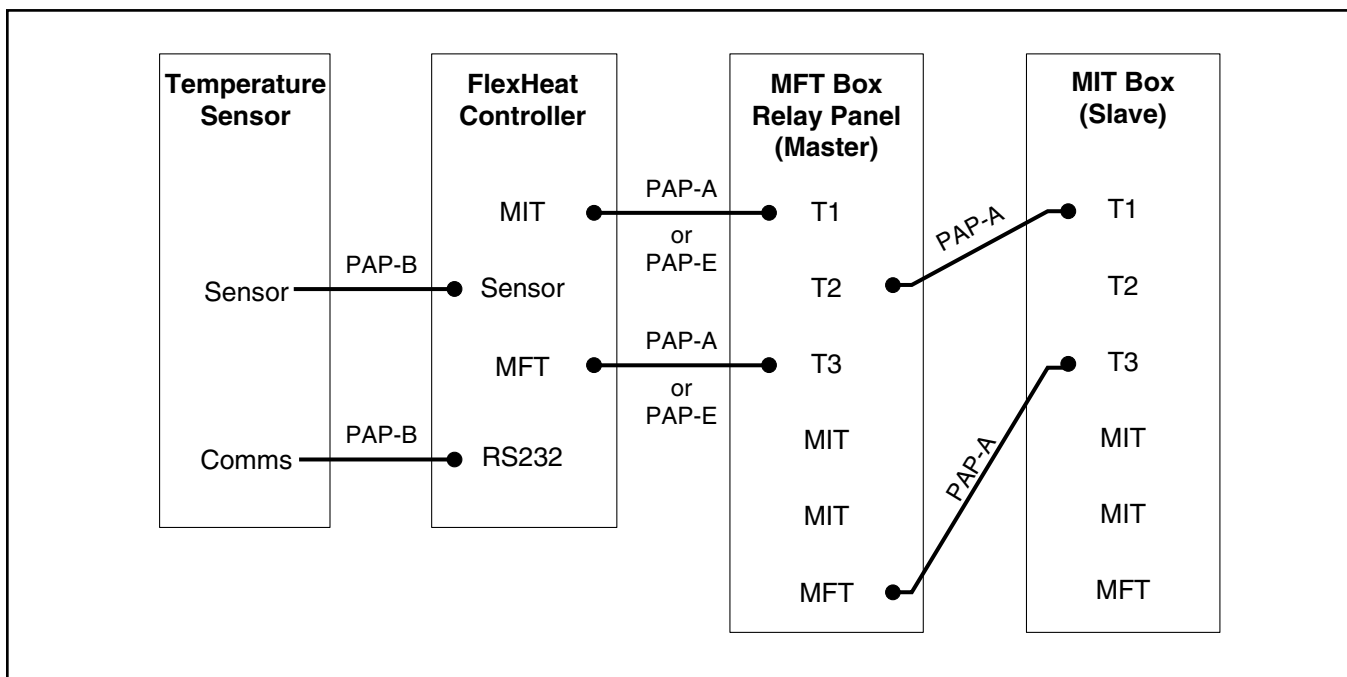 Temperature
Sensor
Sensor
Comms
PAP-B
PAP-B
FlexHeat
Controller
MIT
Sensor
MFT
RS232
PAP-A
or
PAP-E
PAP-A
or
PAP-E
MFT Box
Relay Panel
(Master)
T1
T2
T3
MIT
MIT
MFT
PAP-A
PAP-A
MIT Box
(Slave)
T1
T2
T3
MIT
MIT
MFT